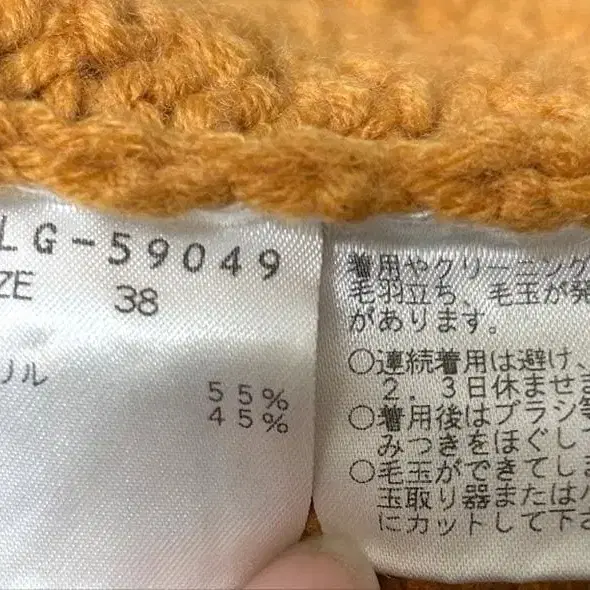 LG-59049
ZE 38
リル
55%
45%
着用やクリーニング
毛羽立ち、毛玉が発
があります。
○連続着用は避け、
2.3日休ませま
○着用後はブラシ等
みつきをほぐして
○毛玉ができてしま
玉取り器または
にカットして下さ